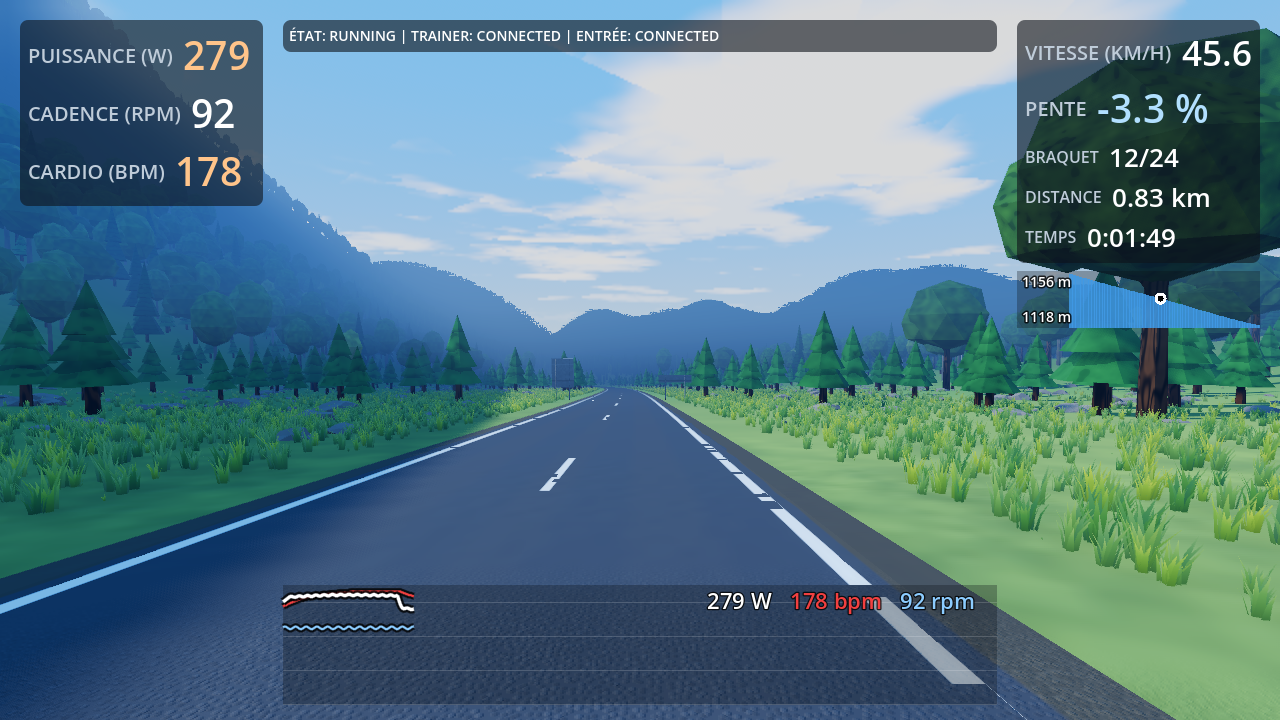 PUISSANCE (W) 279
CADENCE (RPM) 92
CARDIO (BPM) 178
ÉTAT: RUNNING | TRAINER: CONNECTED | ENTRÉE: CONNECTED
VITESSE (KM/H) 45.6
PENTE -3.3 %
BRAQUET 12/24
DISTANCE 0.83 km
TEMPS 0:01:49
1156 m
1118 m
279 W 178 bpm 92 rpm